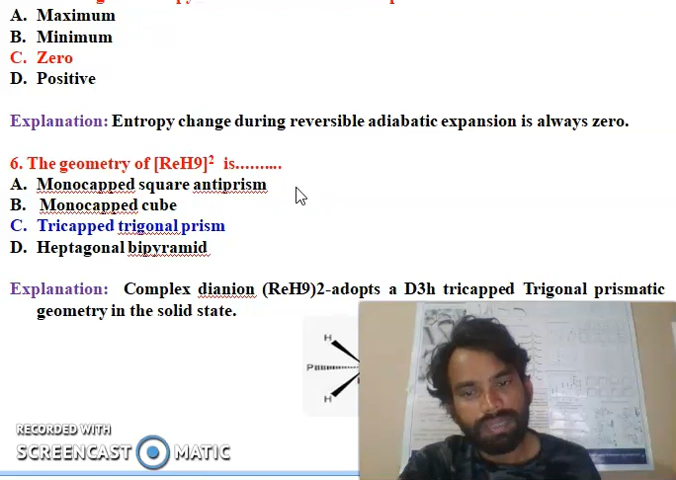 A. Maximum
B. Minimum
C. Zero
D. Positive
Explanation: Entropy change during reversible adiabatic expansion is always zero.
6. The geometry of [ReH9]² is..........
A. Monocapped square antiprism
B. Monocapped cube
C. Tricapped trigonal prism
D. Heptagonal bipyramid
Explanation: Complex dianion (ReH9)2-adopts a D3h tricapped Trigonal prismatic
geometry in the solid state.
H
P
H
RECORDED WITH
SCREENCAST MATIC